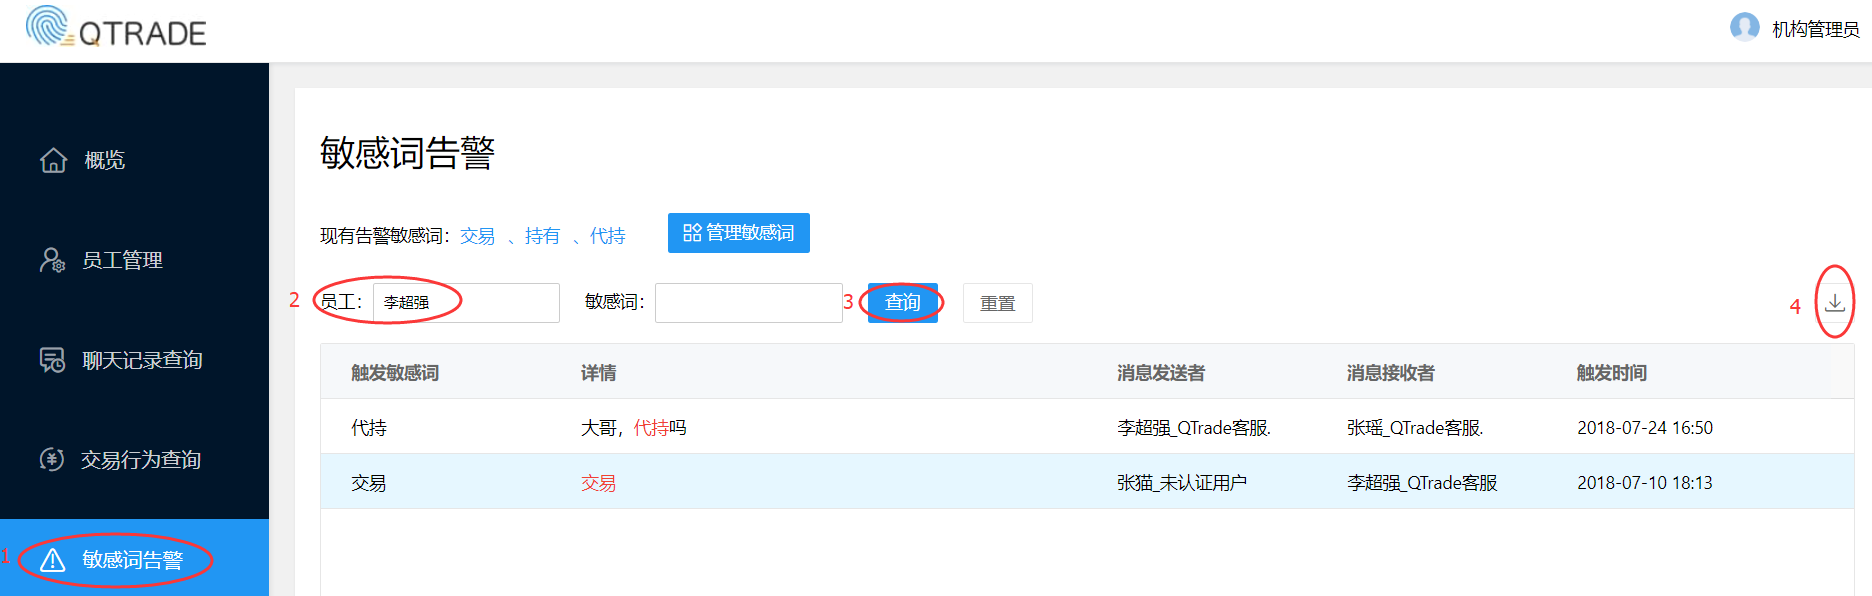 QTRADE
机构管理员
概览
员工管理
聊天记录查询
交易行为查询
1 敏感词告警
敏感词告警
现有告警敏感词： 交易 、持有 、代持 管理敏感词
2 员工： 李超强 敏感词： 3 查询 重置 4
触发敏感词 详情 消息发送者 消息接收者 触发时间
代持 大哥，代持吗 李超强_QTrade客服. 张瑶_QTrade客服. 2018-07-24 16:50
交易 交易 张猫_未认证用户 李超强_QTrade客服 2018-07-10 18:13